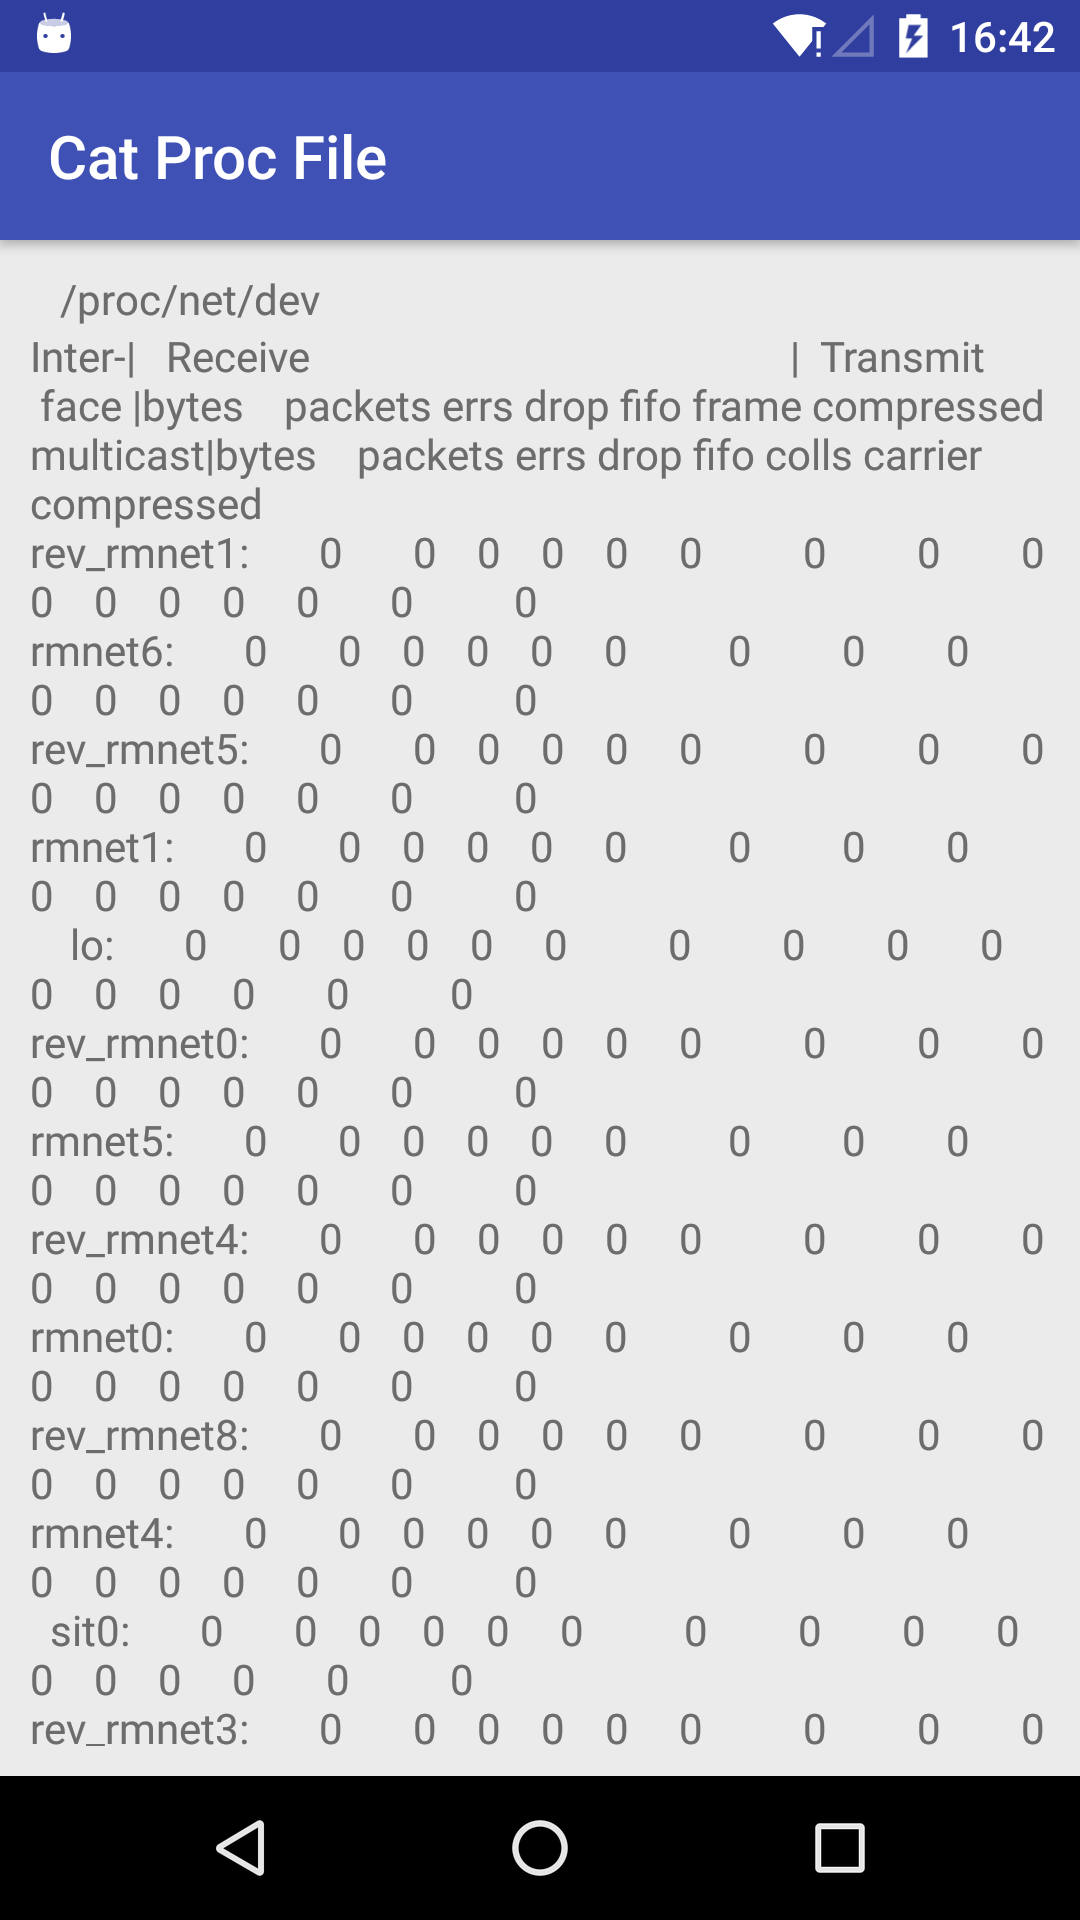 16:42
Cat Proc File
/proc/net/dev
Inter-|   Receive                                                |  Transmit
 face |bytes    packets errs drop fifo frame compressed
multicast|bytes    packets errs drop fifo colls carrier
compressed
rev_rmnet1:       0       0    0    0    0     0          0         0         0
0    0    0    0     0       0          0
rmnet6:       0       0    0    0    0     0          0         0         0
0    0    0    0     0       0          0
rev_rmnet5:       0       0    0    0    0     0          0         0         0
0    0    0    0     0       0          0
rmnet1:       0       0    0    0    0     0          0         0         0
0    0    0    0     0       0          0
    lo:       0       0    0    0    0     0          0         0         0       0
0    0    0     0       0          0
rev_rmnet0:       0       0    0    0    0     0          0         0         0
0    0    0    0     0       0          0
rmnet5:       0       0    0    0    0     0          0         0         0
0    0    0    0     0       0          0
rev_rmnet4:       0       0    0    0    0     0          0         0         0
0    0    0    0     0       0          0
rmnet0:       0       0    0    0    0     0          0         0         0
0    0    0    0     0       0          0
rev_rmnet8:       0       0    0    0    0     0          0         0         0
0    0    0    0     0       0          0
rmnet4:       0       0    0    0    0     0          0         0         0
0    0    0    0     0       0          0
  sit0:       0       0    0    0    0     0          0         0         0       0
0    0    0     0       0          0
rev_rmnet3:       0       0    0    0    0     0          0         0         0